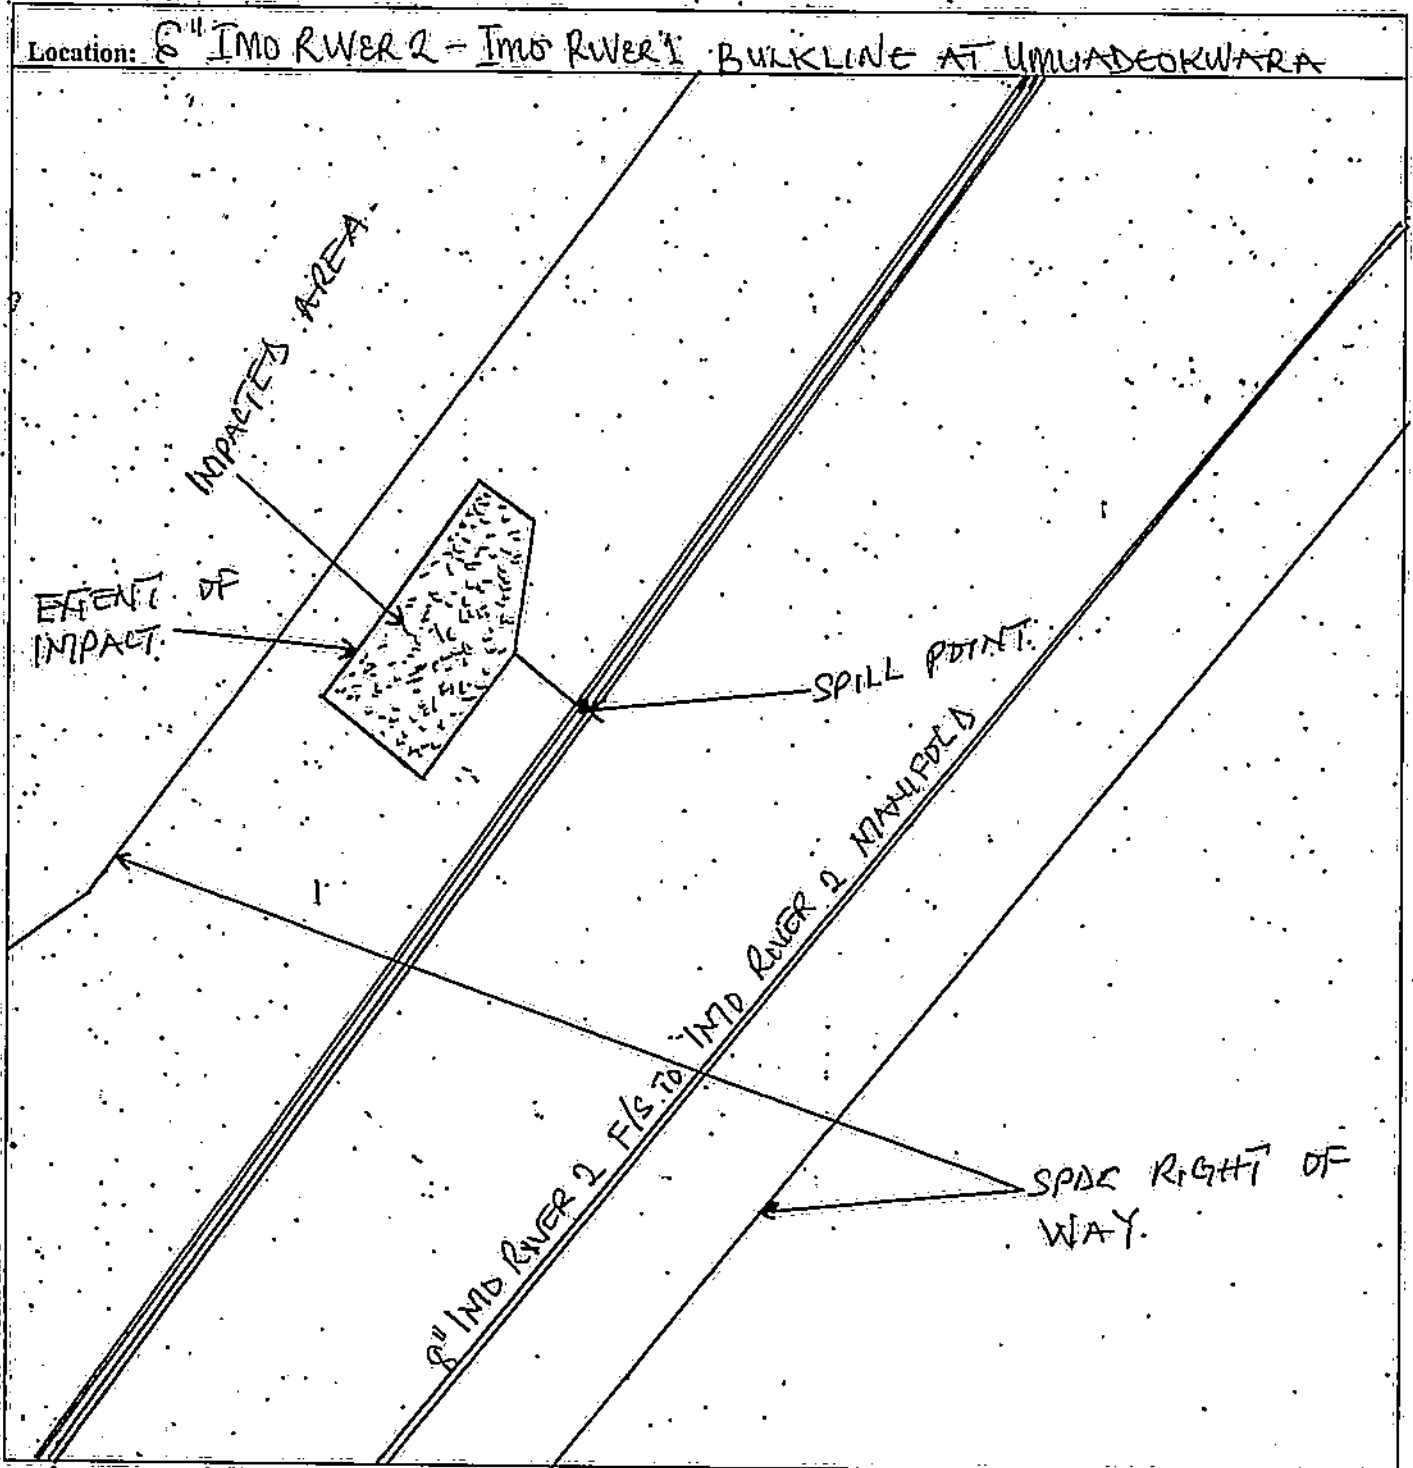 Location: 6" IMO RIVER 2 - IMO RIVER 1 BULKLINE AT UMUADEOKWARA
IMPACTED AREA
EXTENT OF
IMPACT.
SPILL POINT.
8" IMO RIVER 2 F/S TO IMO RIVER 2 MANIFOLD
SPDC RIGHT OF
WAY.